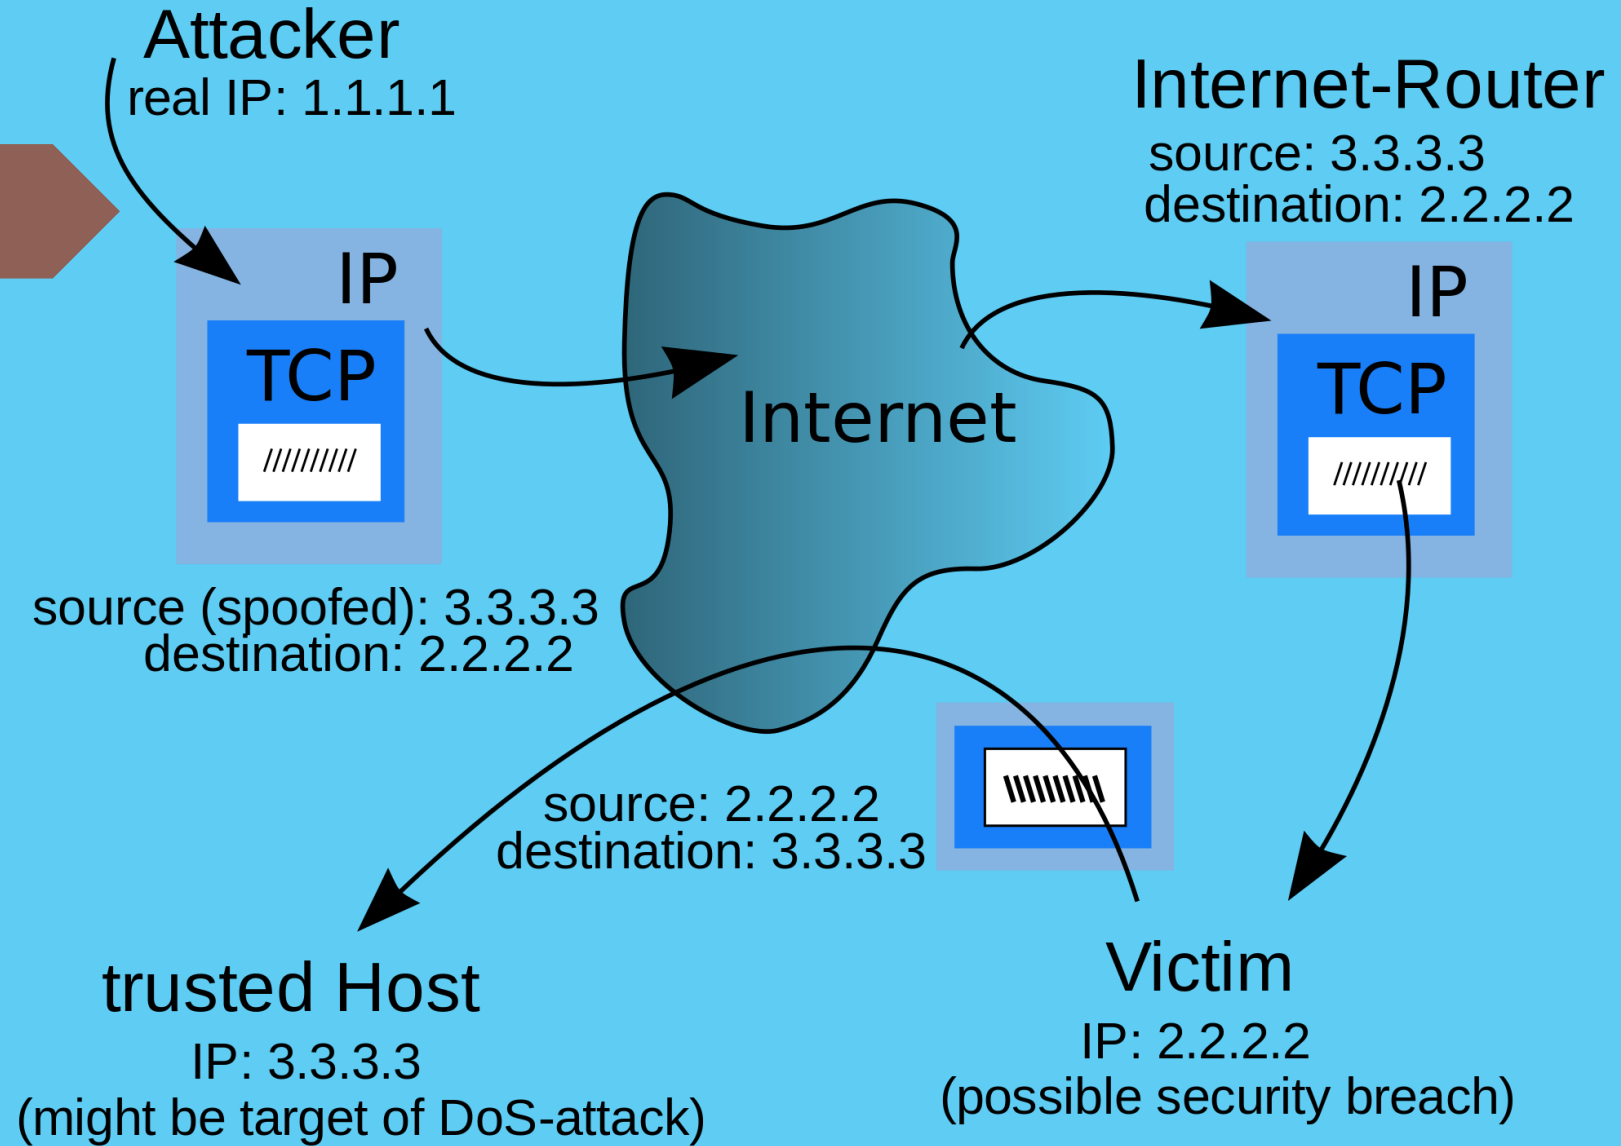 Attacker
real IP: 1.1.1.1
Internet-Router
source: 3.3.3.3
destination: 2.2.2.2
IP
TCP
//////////
source (spoofed): 3.3.3.3
destination: 2.2.2.2
Internet
IP
TCP
//////////
source: 2.2.2.2
destination: 3.3.3.3
\\\\\\\\\\
trusted Host
IP: 3.3.3.3
(might be target of DoS-attack)
Victim
IP: 2.2.2.2
(possible security breach)